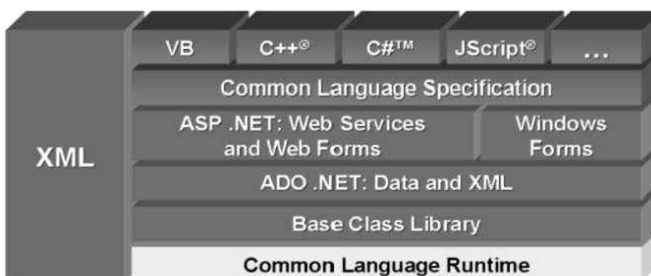 XML
VB C++® C#™ JScript® ...
Common Language Specification
ASP .NET: Web Services
and Web Forms
Windows
Forms
ADO .NET: Data and XML
Base Class Library
Common Language Runtime